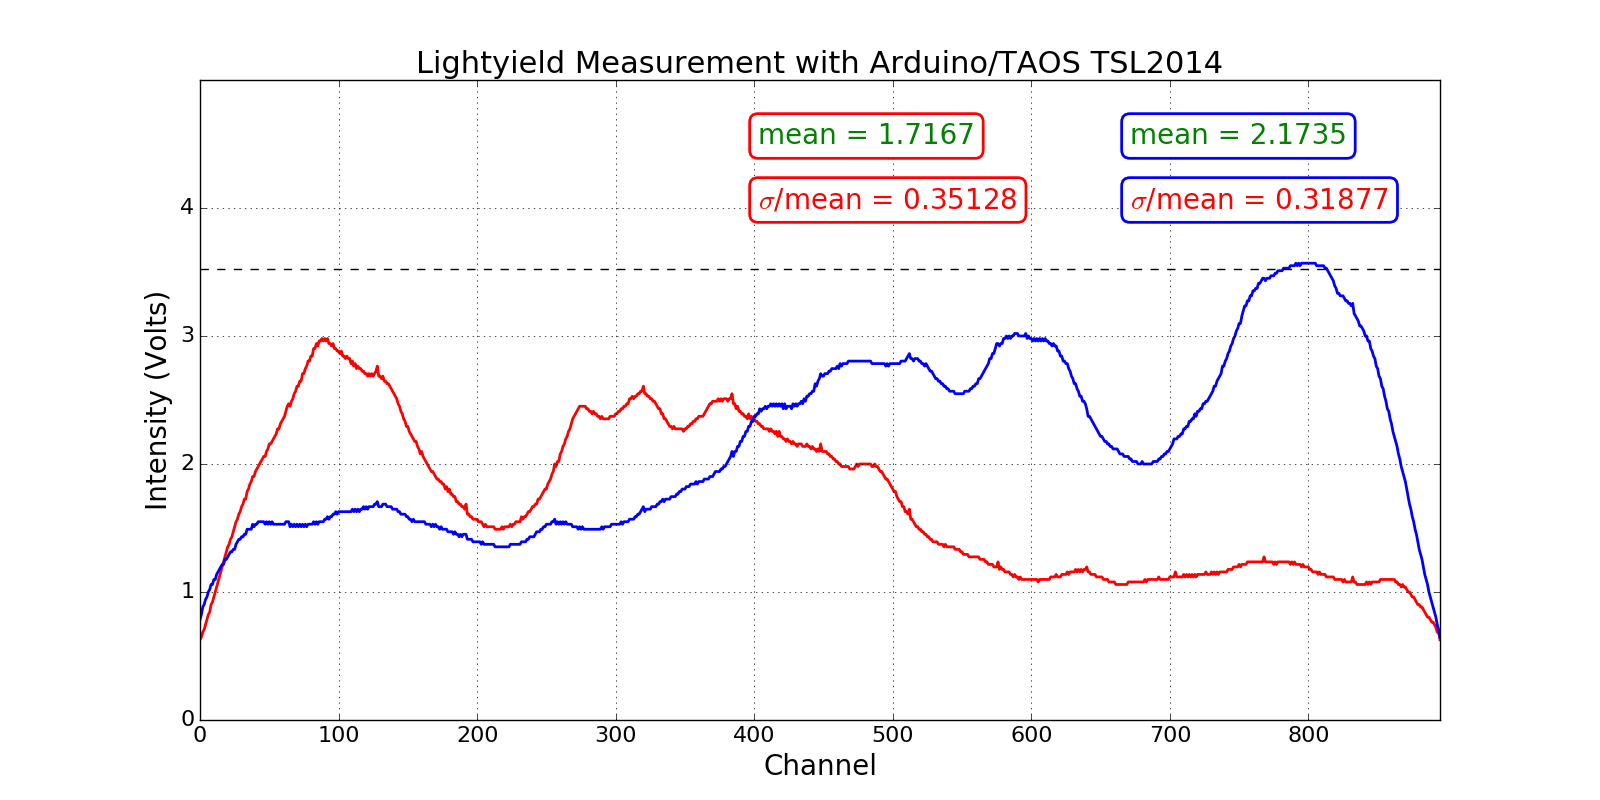 Lightyield Measurement with Arduino/TAOS TSL2014
mean = 1.7167
mean = 2.1735
σ/mean = 0.35128
σ/mean = 0.31877
Intensity (Volts)
4
3
2
1
0
0 100 200 300 400 500 600 700 800
Channel